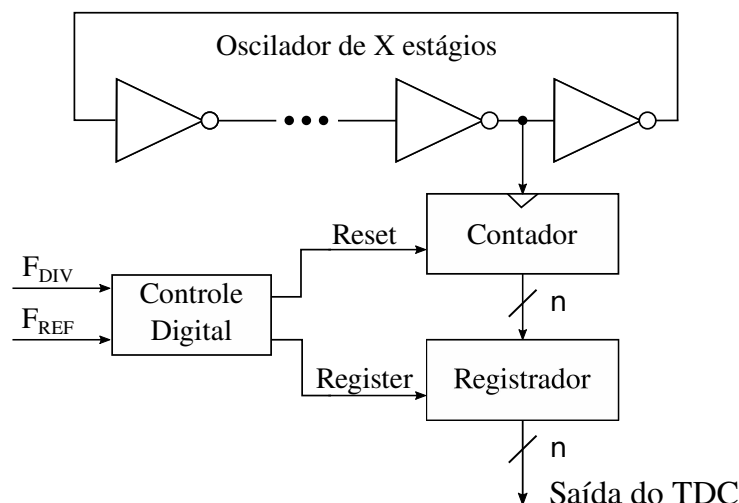 Oscilador de X estágios
Reset
Contador
F_DIV
F_REF
Controle
Digital
n
Register
Registrador
n
Saída do TDC